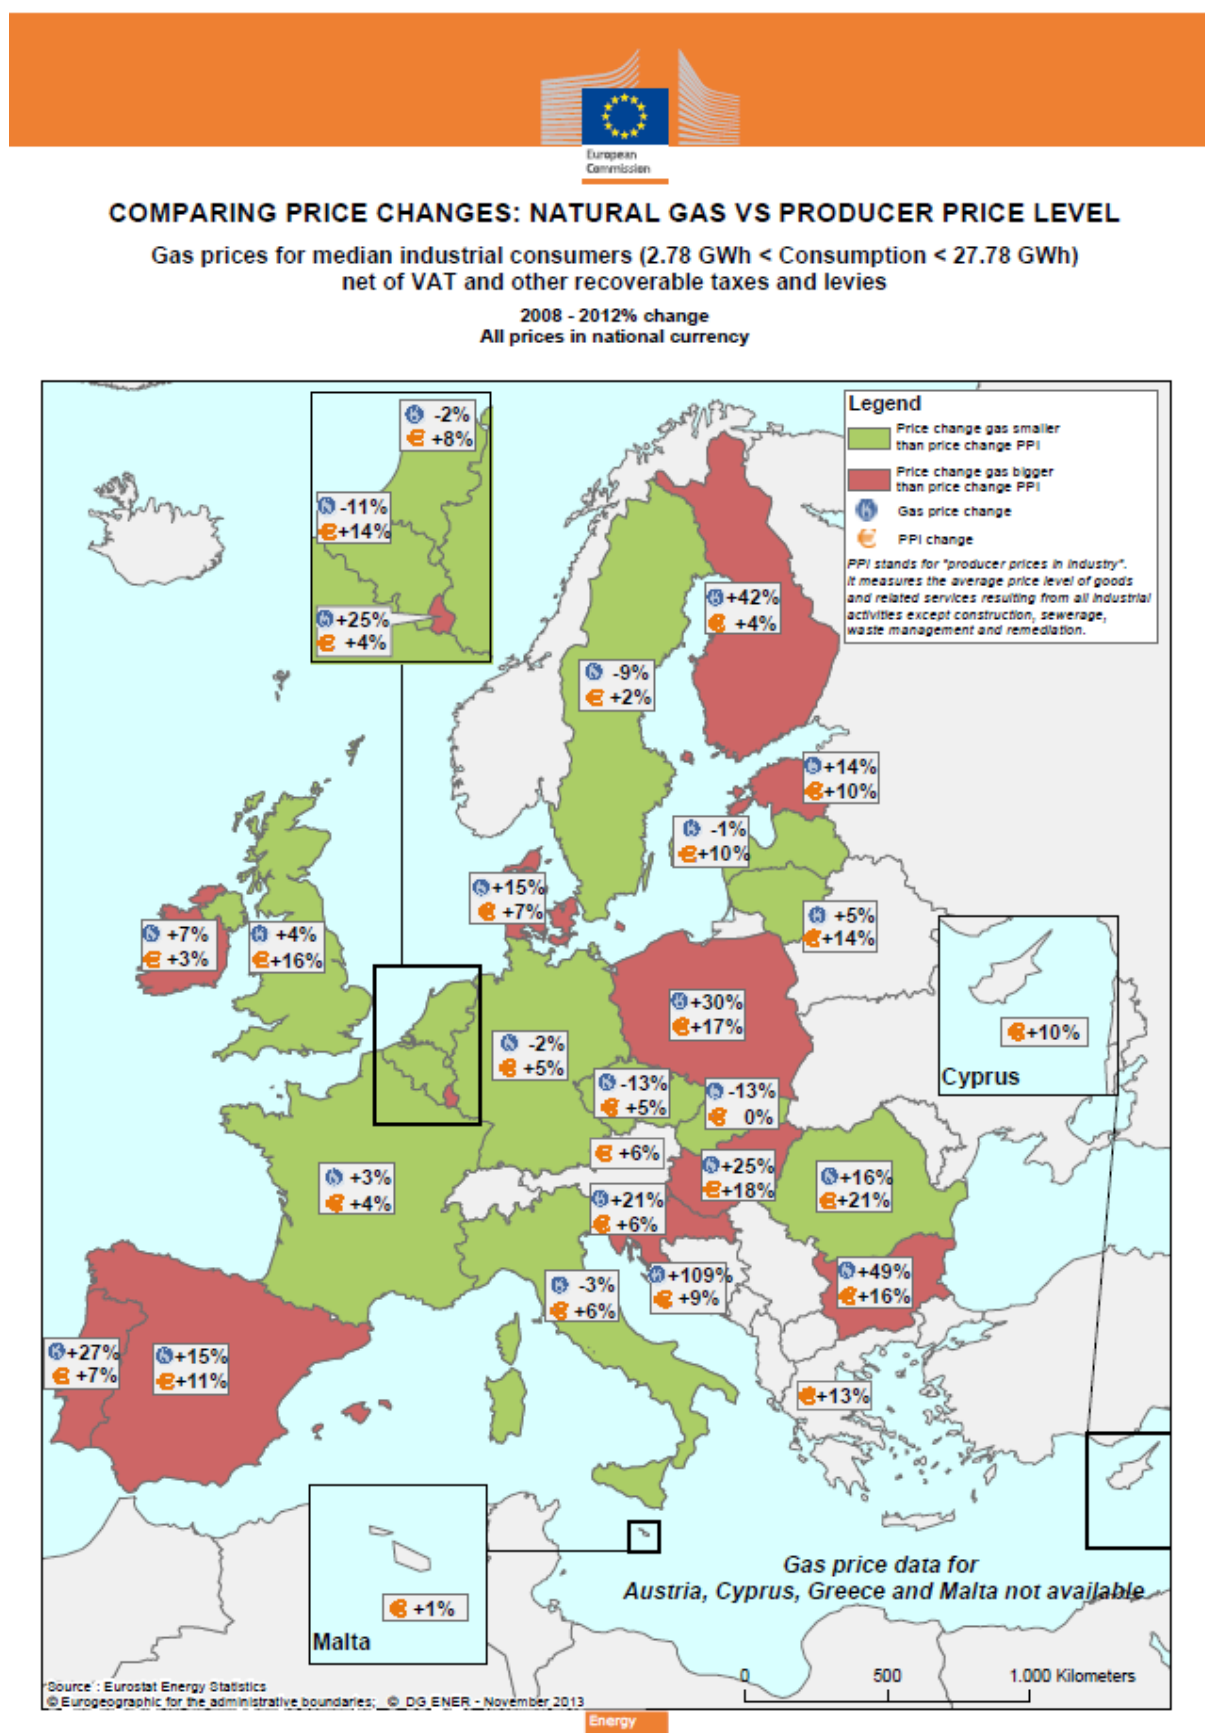 European
Commission
COMPARING PRICE CHANGES: NATURAL GAS VS PRODUCER PRICE LEVEL
Gas prices for median industrial consumers (2.78 GWh < Consumption < 27.78 GWh)
net of VAT and other recoverable taxes and levies
2008 - 2012% change
All prices in national currency
Legend
Price change gas smaller
than price change PPI
Price change gas bigger
than price change PPI
Gas price change
PPI change
PPI stands for "producer prices in industry".
It measures the average price level of goods
and related services resulting from all industrial
activities except construction, sewerage,
waste management and remediation.
-2%
+8%
-11%
+14%
+25%
+4%
+42%
+4%
-9%
+2%
+14%
+10%
-1%
+10%
+15%
+7%
+5%
+14%
+7%
+3%
+4%
+16%
+30%
+17%
+10%
Cyprus
-2%
+5%
-13%
+5%
-13%
0%
+6%
+25%
+18%
+3%
+4%
+16%
+21%
+21%
+6%
-3%
+6%
+109%
+9%
+49%
+16%
+27%
+7%
+15%
+11%
+13%
+1%
Malta
Gas price data for
Austria, Cyprus, Greece and Malta not available
0 500 1.000 Kilometers
Source : Eurostat Energy Statistics
© Eurogeographic for the administrative boundaries; © DG ENER - November 2013
Energy